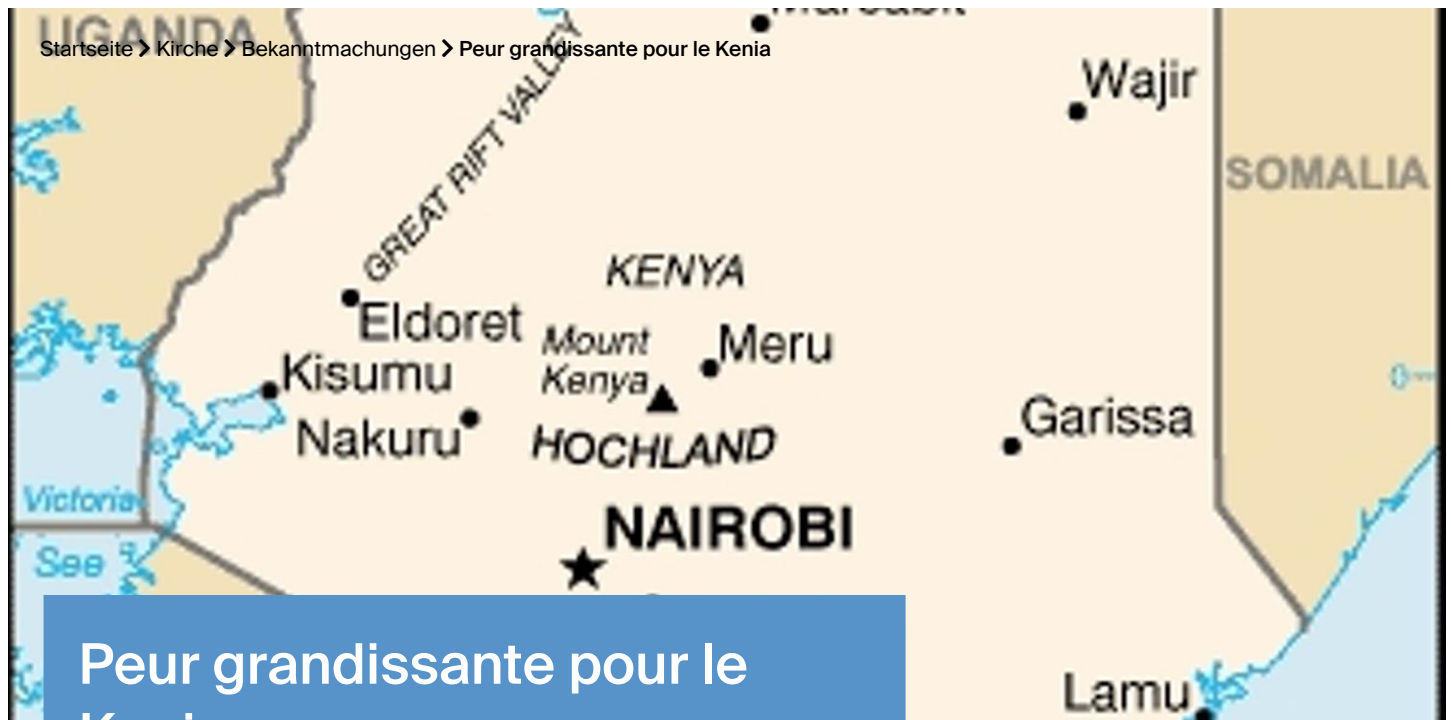 UGANDA
Startseite > Kirche > Bekanntmachungen > Peur grandissante pour le Kenia
Wajir
GREAT RIFT VALLEY
SOMALIA
KENYA
Eldoret
Mount
Kenya
Meru
Kisumu
Nakuru
HOCHLAND
Garissa
Victoria
See
NAIROBI
0
Peur grandissante pour le
Lamu